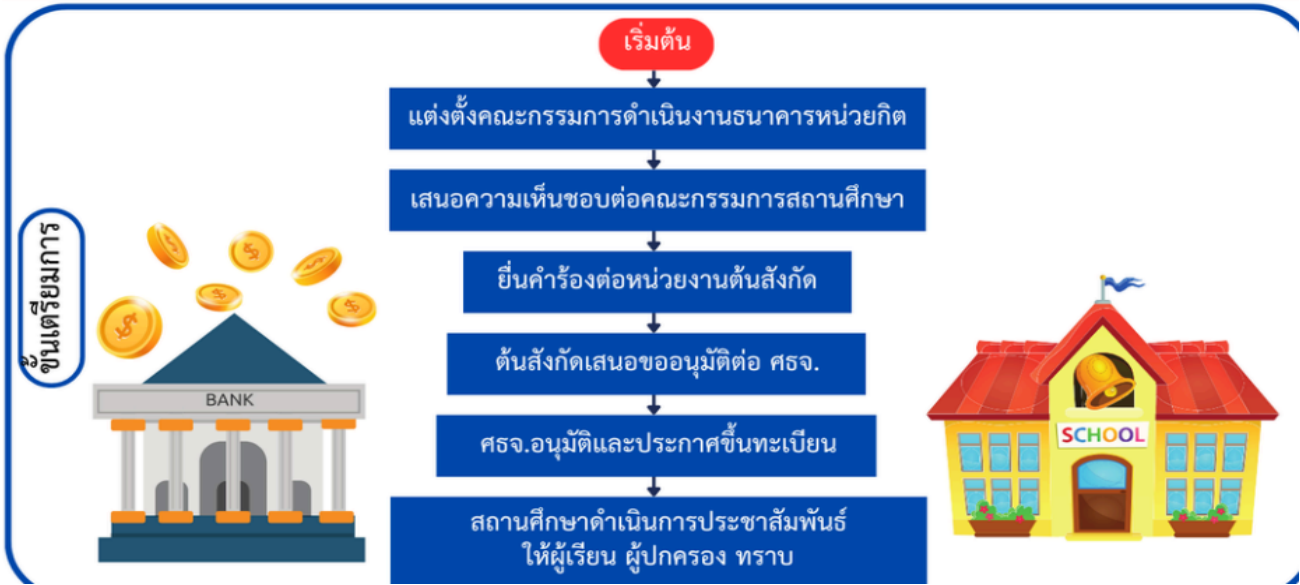 เริ่มต้น
แต่งตั้งคณะกรรมการดำเนินงานธนาคารหน่วยกิต
เสนอความเห็นชอบต่อคณะกรรมการสถานศึกษา
ขั้นเตรียมการ
ยื่นคำร้องต่อหน่วยงานต้นสังกัด
ต้นสังกัดเสนอขออนุมัติต่อ ศธจ.
BANK
ศธจ.อนุมัติและประกาศขึ้นทะเบียน
SCHOOL
สถานศึกษาดำเนินการประชาสัมพันธ์
ให้ผู้เรียน ผู้ปกครอง ทราบ